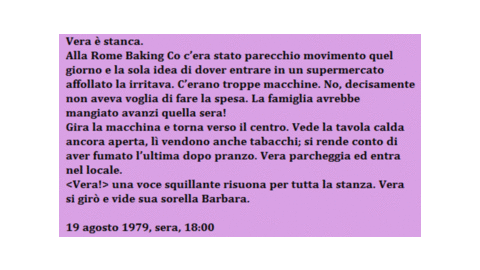 Vera è stanca.
Alla Rome Baking Co c’era stato parecchio movimento quel
giorno e la sola idea di dover entrare in un supermercato
affollato la irritava. C’erano troppe macchine. No, decisamente
non aveva voglia di fare la spesa. La famiglia avrebbe
mangiato avanzi quella sera!
Gira la macchina e torna verso il centro. Vede la tavola calda
ancora aperta, lì vendono anche tabacchi; si rende conto di
aver fumato l’ultima dopo pranzo. Vera parcheggia ed entra
nel locale.
<Vera!> una voce squillante risuona per tutta la stanza. Vera
si girò e vide sua sorella Barbara.
19 agosto 1979, sera, 18:00